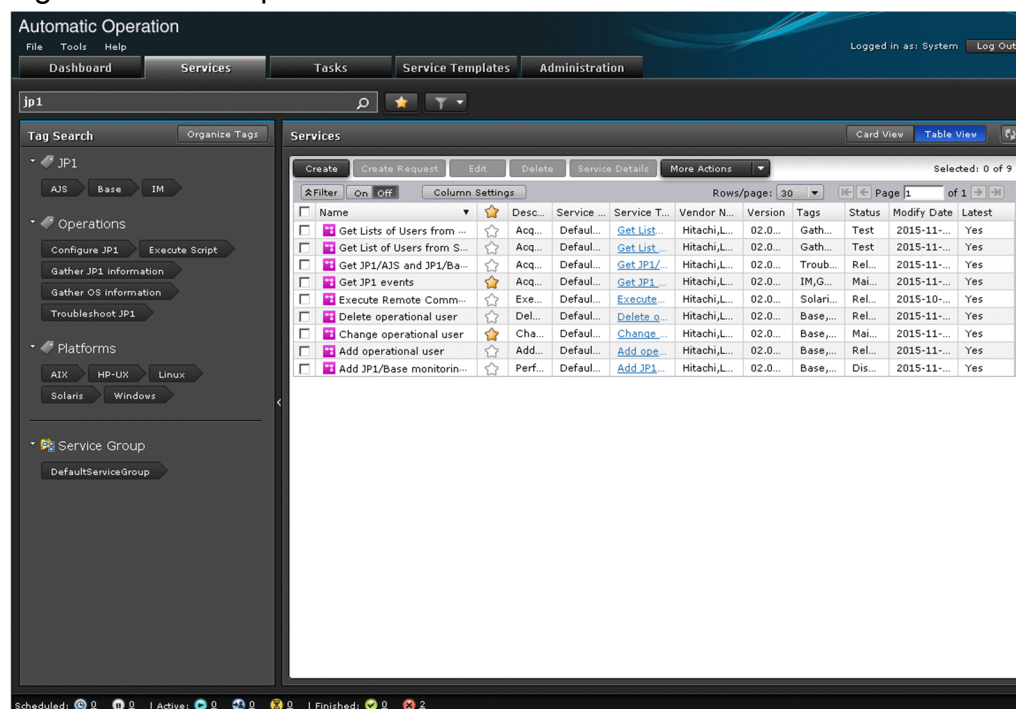 Automatic Operation
File Tools Help
Logged in as: System Log Out
Dashboard Services Tasks Service Templates Administration
jp1
Tag Search Organize Tags
JP1
AJS Base IM
Operations
Configure JP1 Execute Script
Gather JP1 information
Gather OS information
Troubleshoot JP1
Platforms
AIX HP-UX Linux
Solaris Windows
Service Group
DefaultServiceGroup
Services Card View Table View
Create Create Request Edit Delete Service Details More Actions Selected: 0 of 9
Filter On Off Column Settings Rows/page: 30 Page 1 of 1
Name Desc... Service ... Service T... Vendor N... Version Tags Status Modify Date Latest
Get Lists of Users from ... Acq... Defaul... Get List... Hitachi,L... 02.0... Gath... Test 2015-11-... Yes
Get List of Users from S... Acq... Defaul... Get List ... Hitachi,L... 02.0... Gath... Test 2015-11-... Yes
Get JP1/AJS and JP1/Ba... Acq... Defaul... Get JP1/... Hitachi,L... 02.0... Troub... Rel... 2015-11-... Yes
Get JP1 events Acq... Defaul... Get JP1 ... Hitachi,L... 02.0... IM,G... Mai... 2015-11-... Yes
Execute Remote Comm... Exe... Defaul... Execute... Hitachi,L... 02.0... Solari... Rel... 2015-10-... Yes
Delete operational user Del... Defaul... Delete o... Hitachi,L... 02.0... Base,... Rel... 2015-11-... Yes
Change operational user Cha... Defaul... Change ... Hitachi,L... 02.0... Base,... Mai... 2015-11-... Yes
Add operational user Add... Defaul... Add ope... Hitachi,L... 02.0... Base,... Rel... 2015-11-... Yes
Add JP1/Base monitorin... Perf... Defaul... Add JP1... Hitachi,L... 02.0... Base,... Dis... 2015-11-... Yes
Scheduled: 0 0 | Active: 0 0 0 | Finished: 0 2